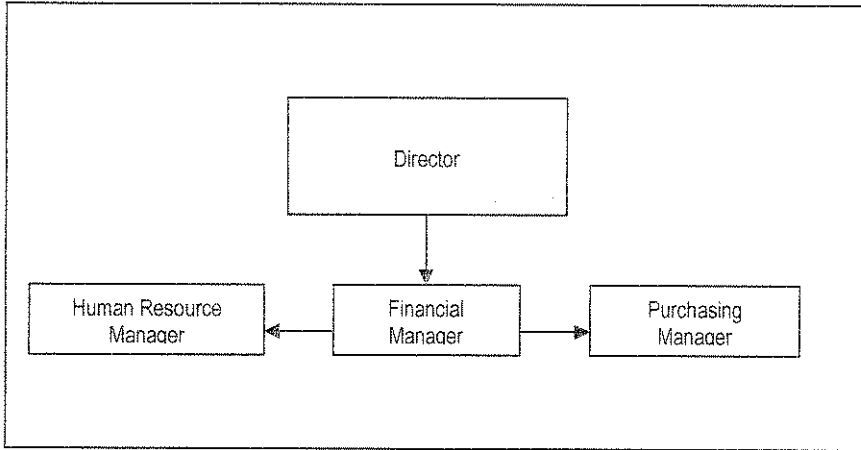 Director
Human Resource
Manager
Financial
Manager
Purchasing
Manager